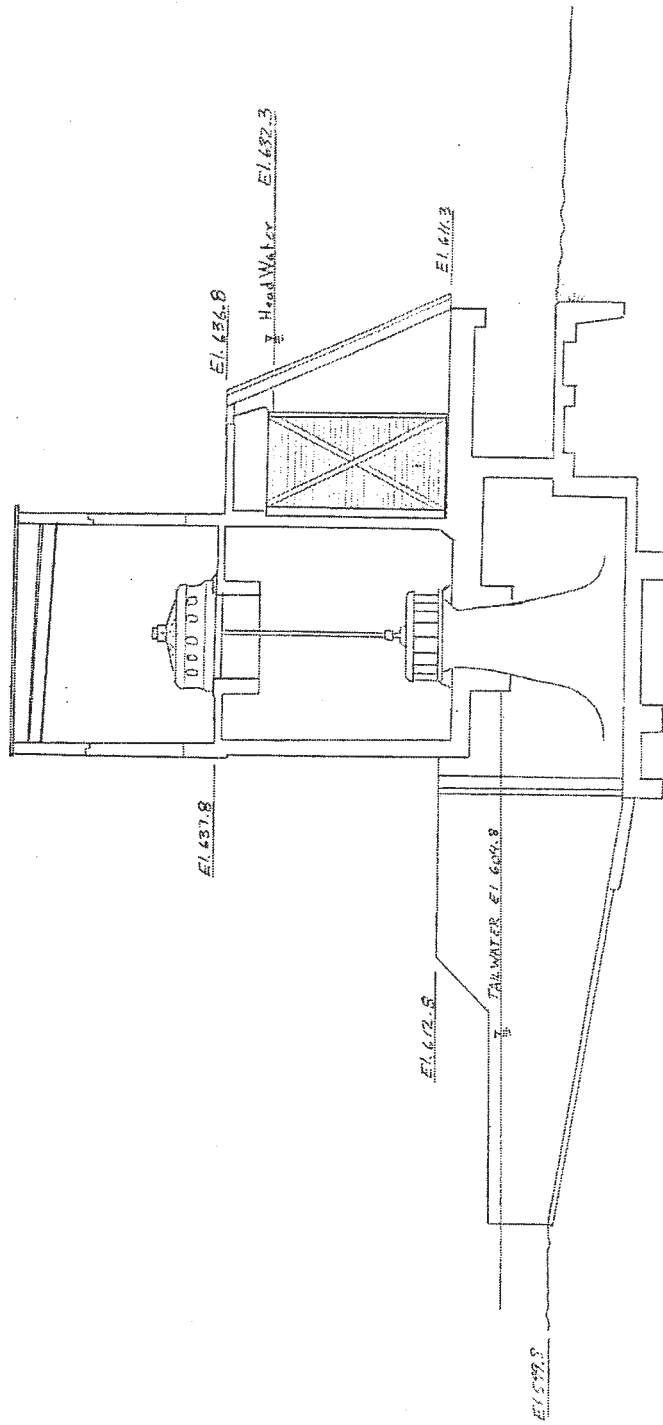 El. 636.8
Head Water El. 632.3
El. 611.3
El. 637.8
El. 612.8
TAILWATER El. 604.8
El 599.8